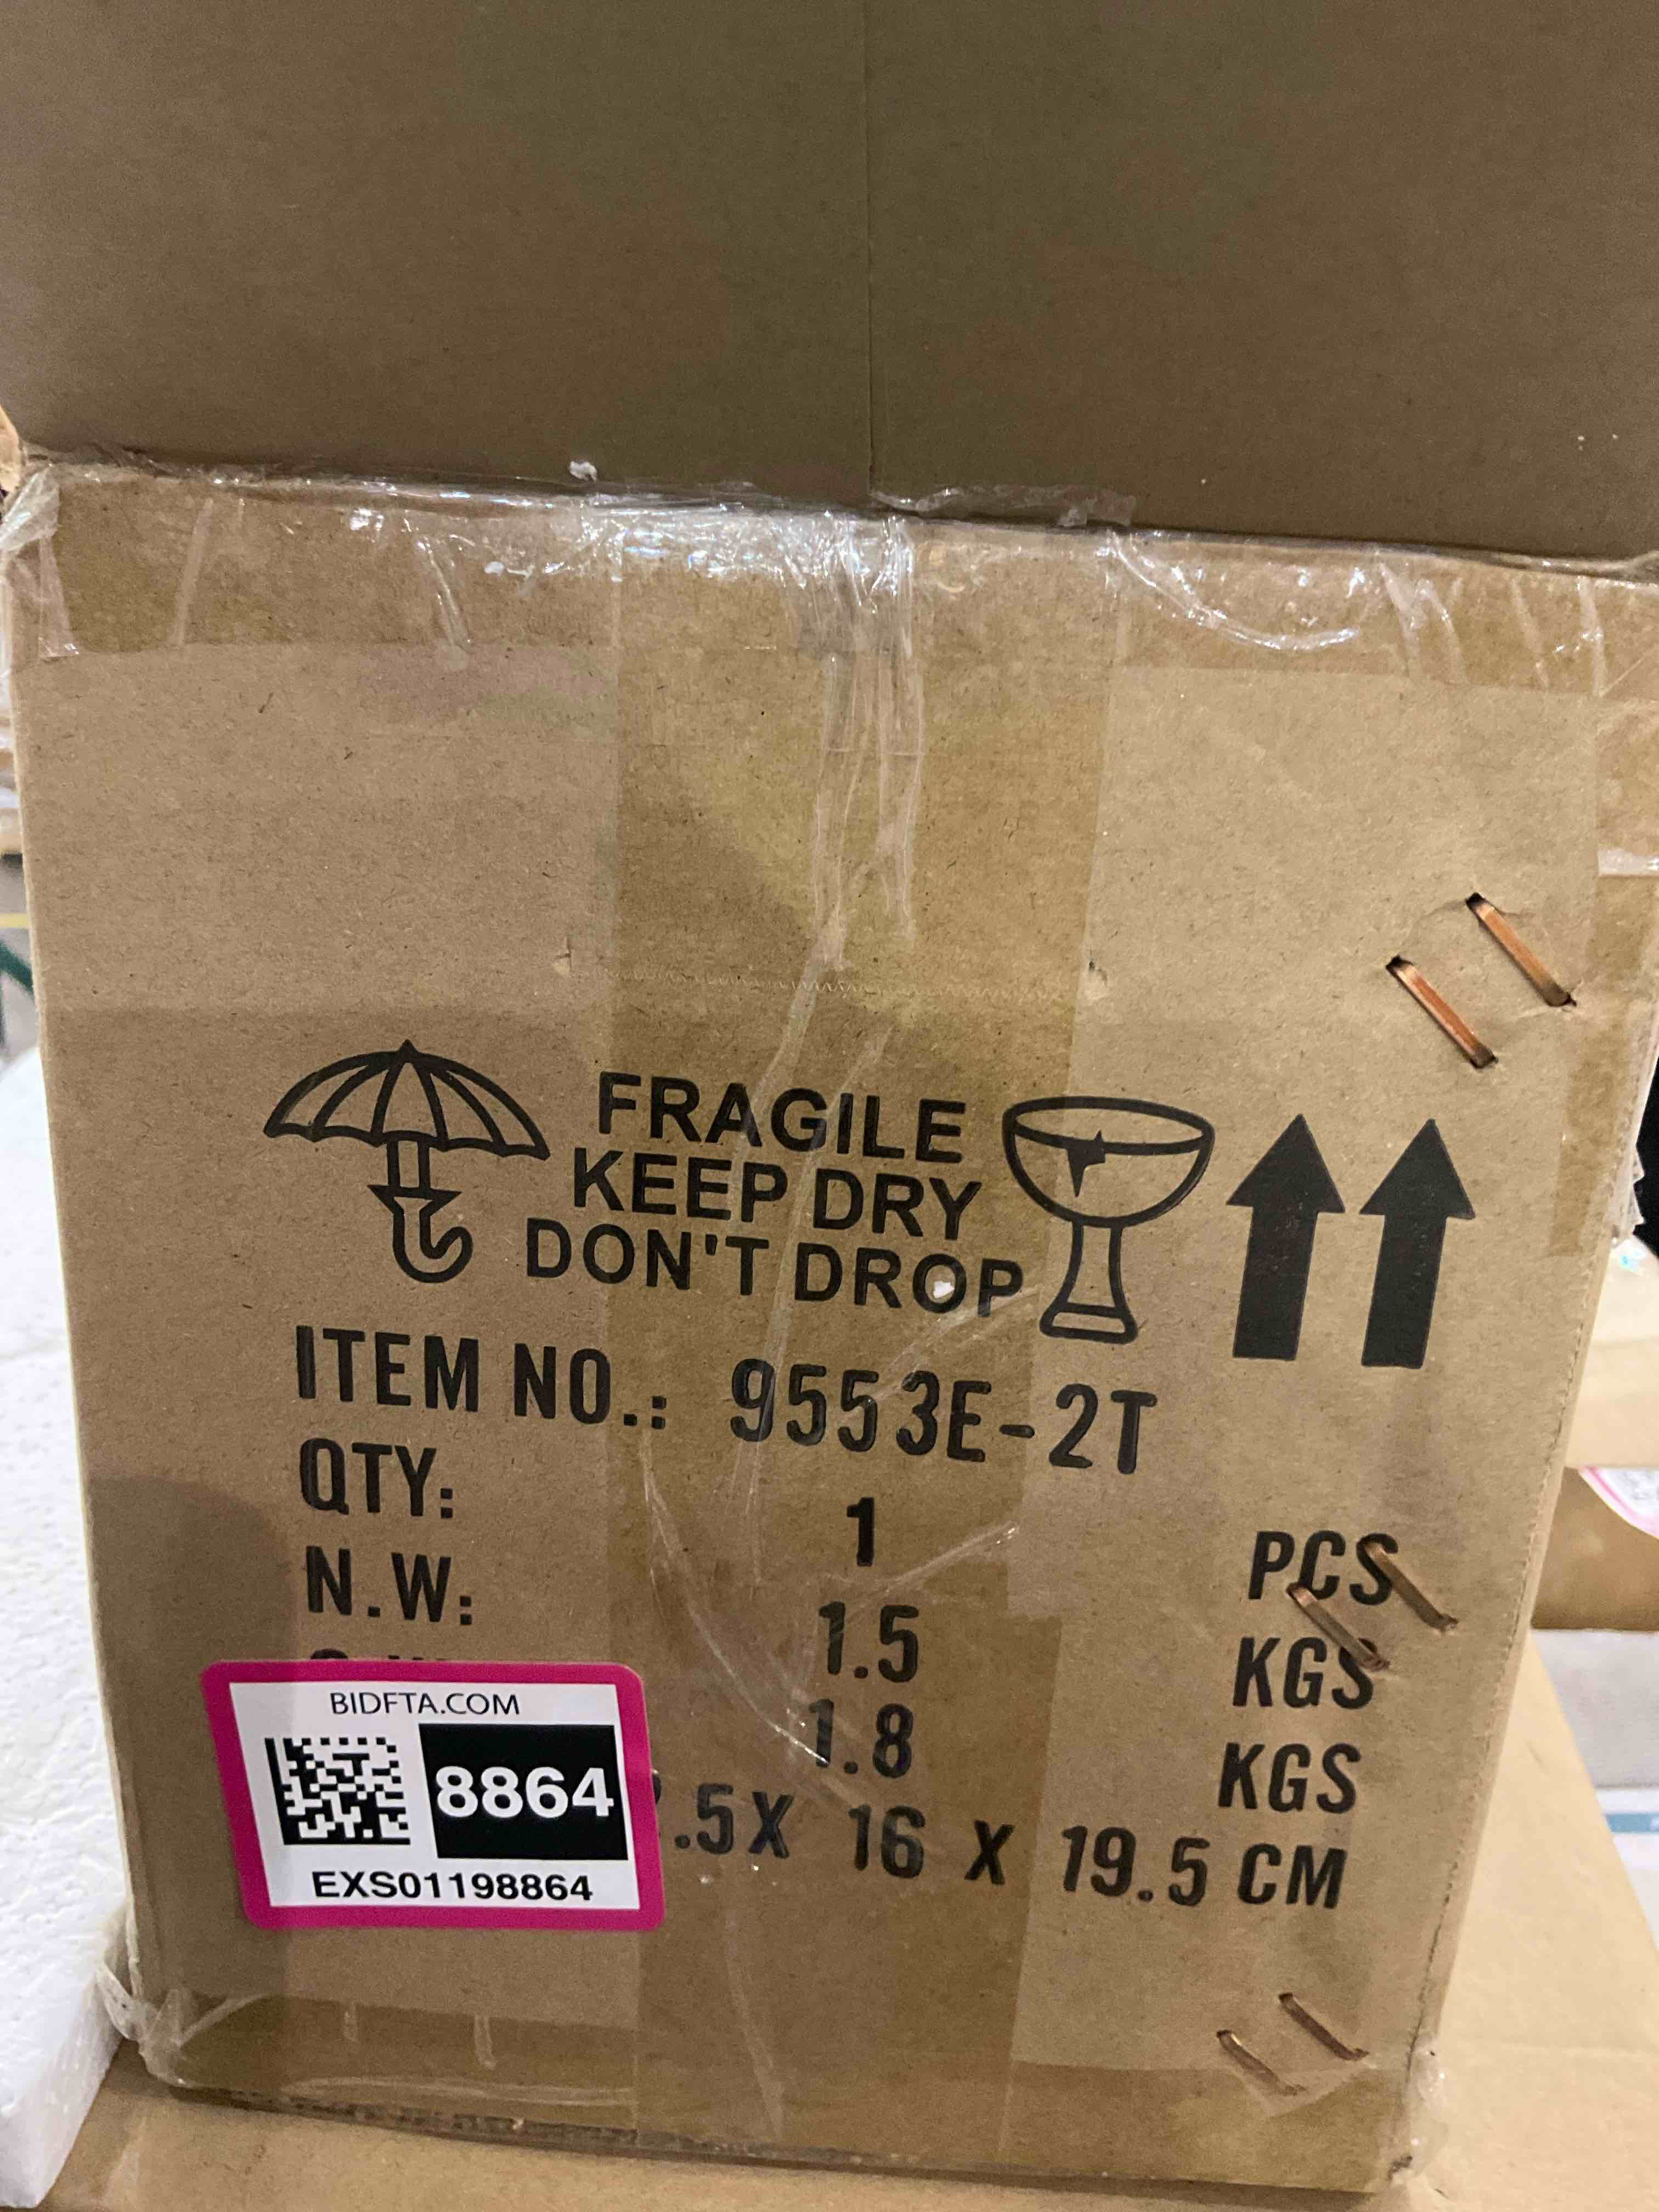 FRAGILE
KEEP DRY
DON'T DROP
ITEM NO.: 9553E-2T
QTY: 1 PCS
N.W: 1.5 KGS
1.8 KGS
.5X 16 X 19.5 CM
BIDFTA.COM
8864
EXS01198864